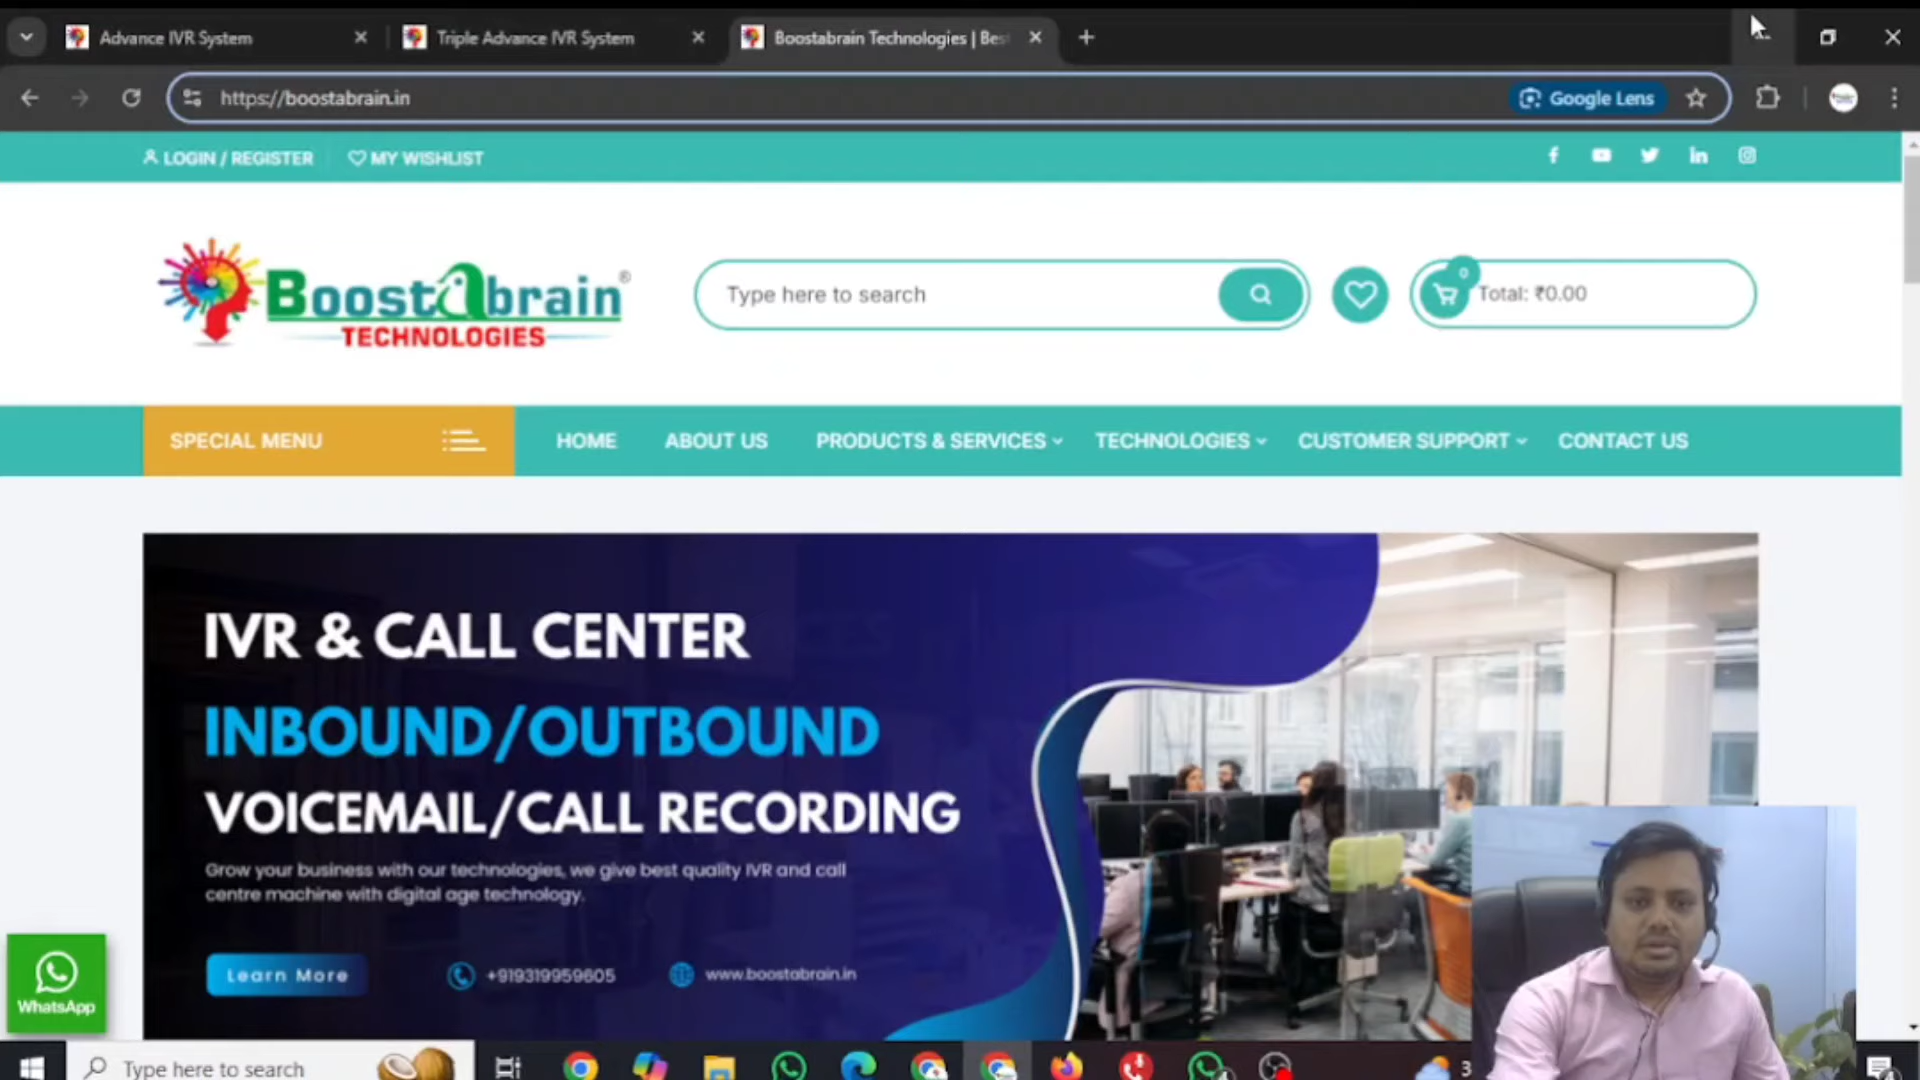 Advance IVR System
Triple Advance IVR System
Boostabrain Technologies | Bes
https://boostabrain.in
Google Lens
LOGIN / REGISTER
MY WISHLIST
Boostabrain®
TECHNOLOGIES
Type here to search
0
Total: ₹0.00
SPECIAL MENU
HOME
ABOUT US
PRODUCTS & SERVICES
TECHNOLOGIES
CUSTOMER SUPPORT
CONTACT US
IVR & CALL CENTER
INBOUND/OUTBOUND
VOICEMAIL/CALL RECORDING
Grow your business with our technologies, we give best quality IVR and call
centre machine with digital age technology.
Learn More
+919319959605
www.boostabrain.in
WhatsApp
Type here to search